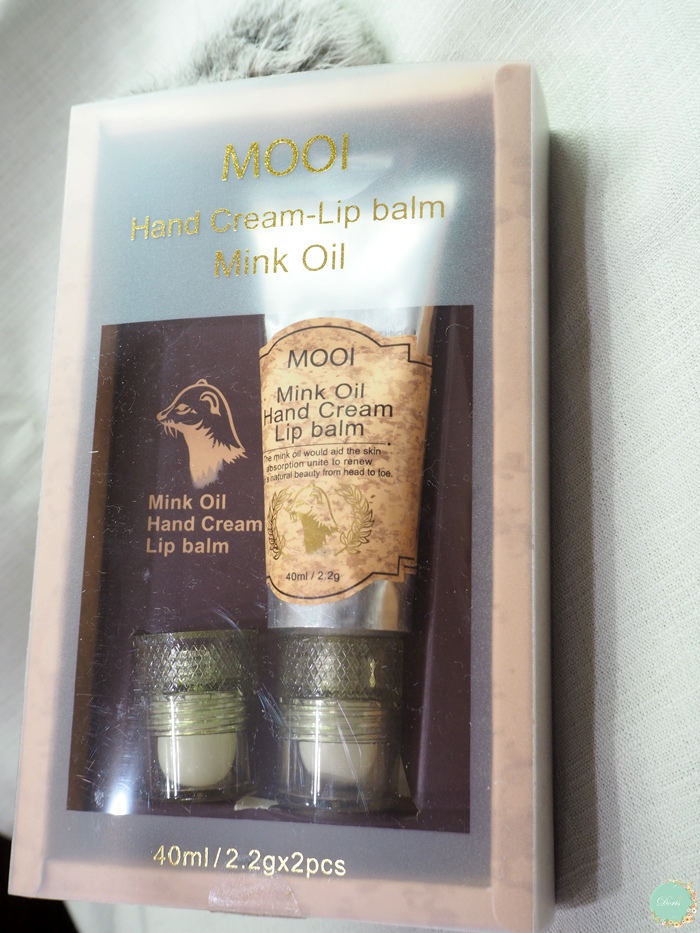 MOOI
Hand Cream-Lip balm
Mink Oil
MOOI
Mink Oil
Hand Cream
Lip balm
The mink oil would aid the skin
absorption unite to renew
a natural beauty from head to toe.
40ml / 2.2g
Mink Oil
Hand Cream
Lip balm
40ml / 2.2gx2pcs
Doris